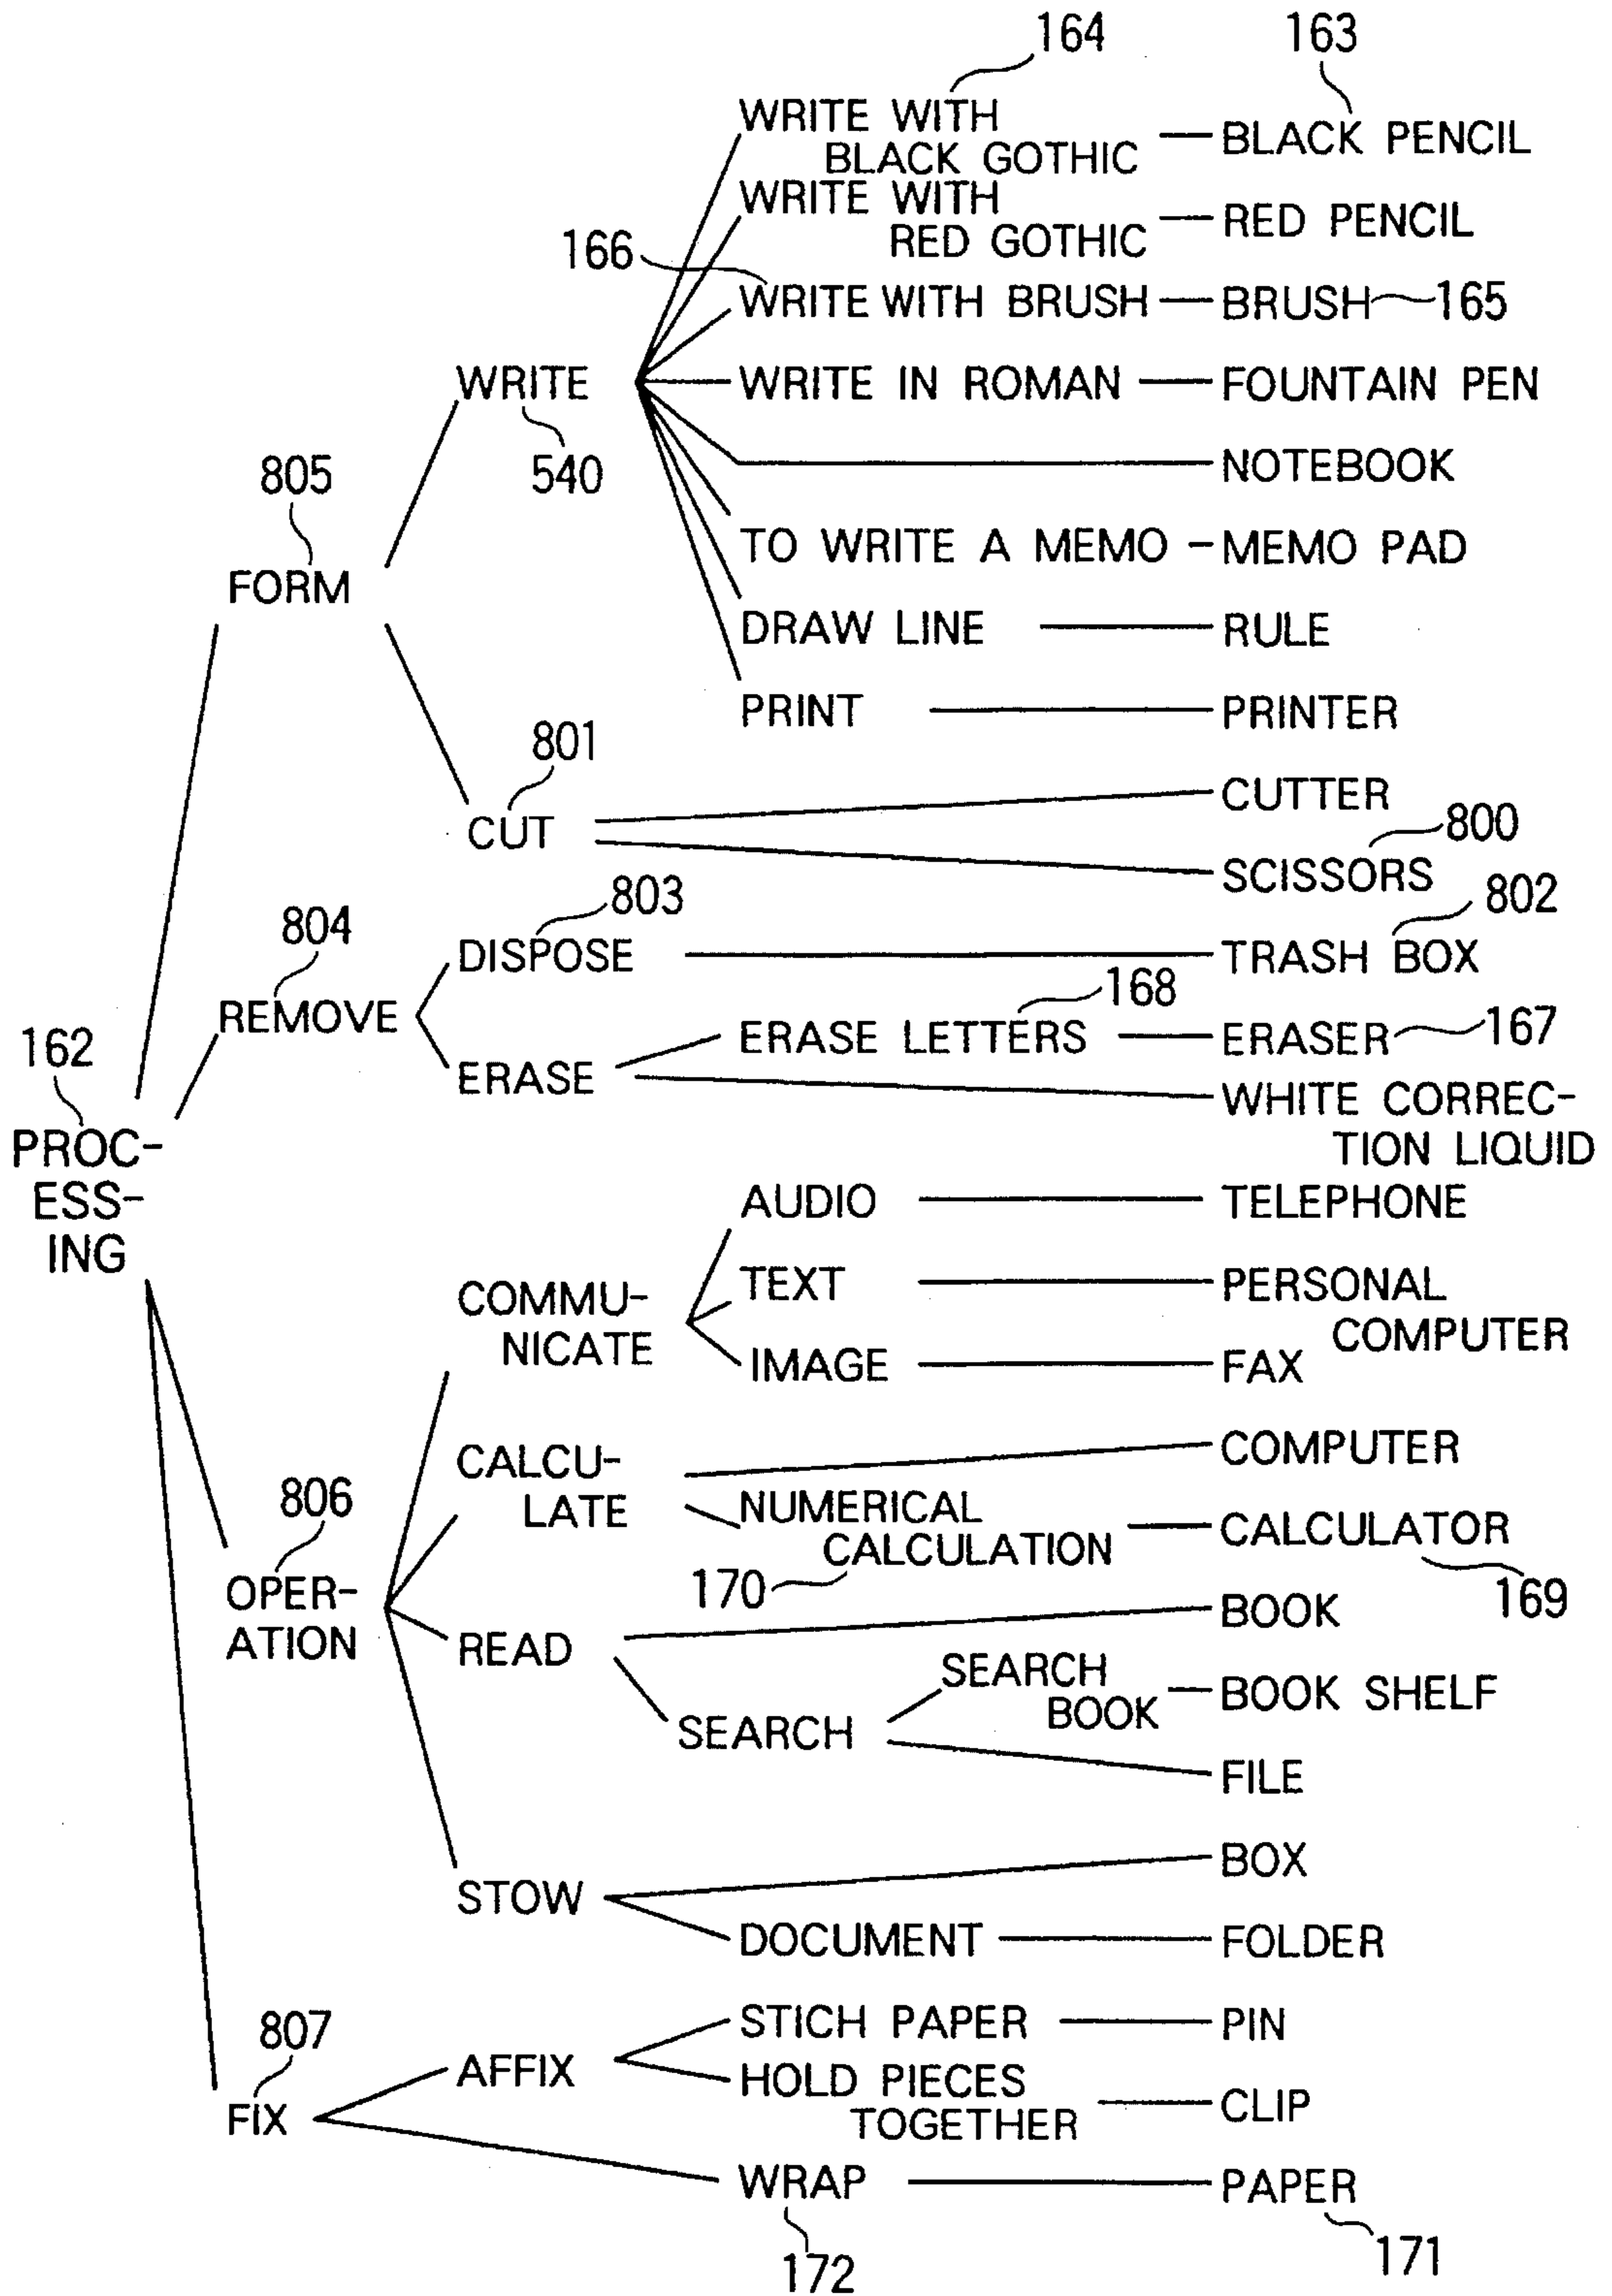 164
163
WRITE WITH
BLACK GOTHIC
BLACK PENCIL
WRITE WITH
RED GOTHIC
RED PENCIL
166
WRITE WITH BRUSH
BRUSH
165
WRITE
WRITE IN ROMAN
FOUNTAIN PEN
540
805
NOTEBOOK
FORM
TO WRITE A MEMO
MEMO PAD
DRAW LINE
RULE
PRINT
PRINTER
801
CUT
CUTTER
800
SCISSORS
804
803
802
DISPOSE
TRASH BOX
REMOVE
168
162
ERASE LETTERS
ERASER
167
ERASE
WHITE CORREC-
TION LIQUID
PROC-
ESS-
ING
AUDIO
TELEPHONE
COMMU-
NICATE
TEXT
PERSONAL
COMPUTER
IMAGE
FAX
CALCU-
LATE
COMPUTER
806
NUMERICAL
CALCULATION
CALCULATOR
170
169
OPER-
ATION
READ
BOOK
SEARCH
SEARCH
BOOK
BOOK SHELF
FILE
STOW
BOX
DOCUMENT
FOLDER
807
STICH PAPER
PIN
AFFIX
HOLD PIECES
TOGETHER
CLIP
FIX
WRAP
PAPER
172
171